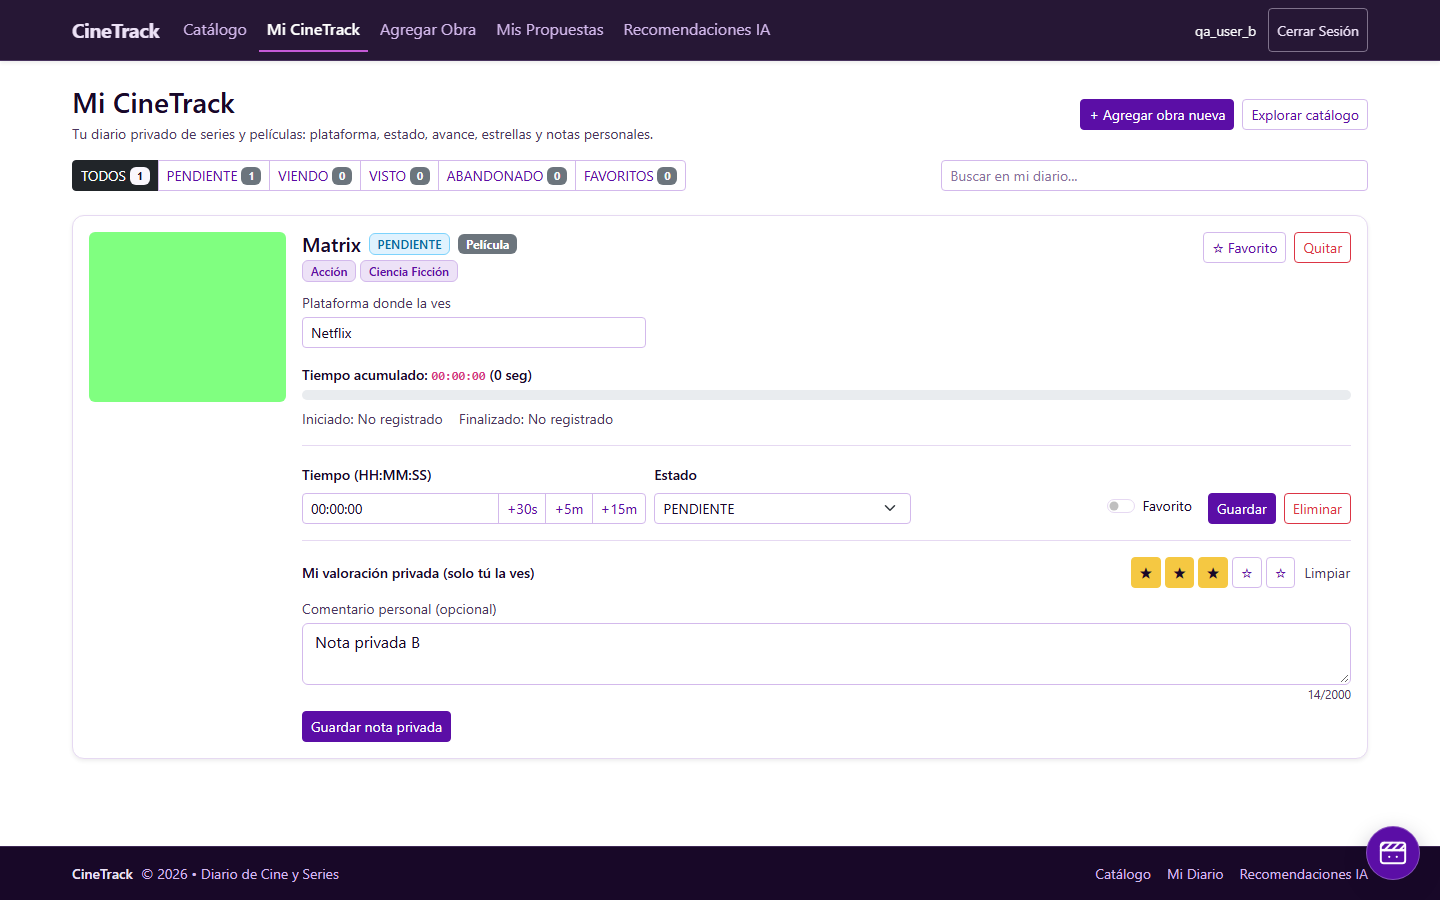 CineTrack Catálogo Mi CineTrack Agregar Obra Mis Propuestas Recomendaciones IA qa_user_b Cerrar Sesión
Mi CineTrack
Tu diario privado de series y películas: plataforma, estado, avance, estrellas y notas personales.
+ Agregar obra nueva Explorar catálogo
TODOS 1 PENDIENTE 1 VIENDO 0 VISTO 0 ABANDONADO 0 FAVORITOS 0 Buscar en mi diario...
Matrix PENDIENTE Película ☆ Favorito Quitar
Acción Ciencia Ficción
Plataforma donde la ves
Netflix
Tiempo acumulado: 00:00:00 (0 seg)
Iniciado: No registrado Finalizado: No registrado
Tiempo (HH:MM:SS) Estado
00:00:00 +30s +5m +15m PENDIENTE Favorito Guardar Eliminar
Mi valoración privada (solo tú la ves) ★ ★ ★ ☆ ☆ Limpiar
Comentario personal (opcional)
Nota privada B
14/2000
Guardar nota privada
CineTrack © 2026 • Diario de Cine y Series Catálogo Mi Diario Recomendaciones IA